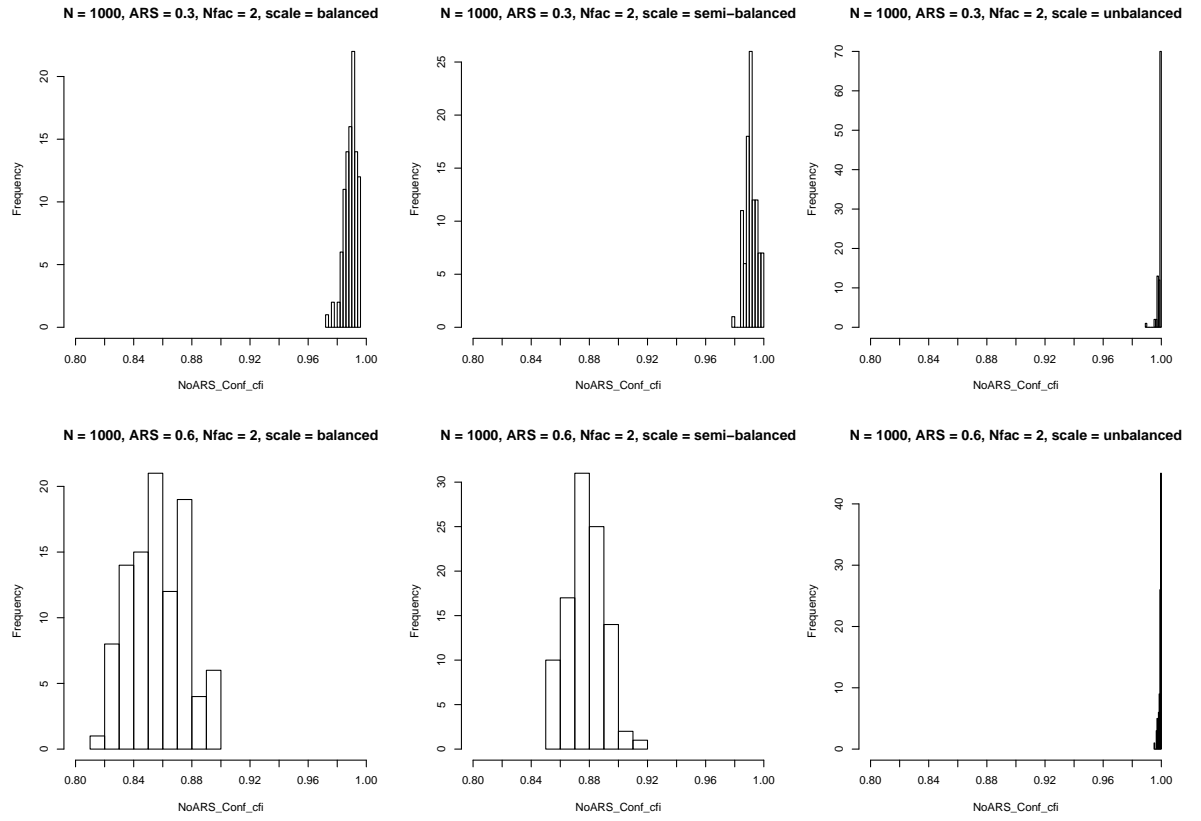 N = 1000, ARS = 0.3, Nfac = 2, scale = balanced
Frequency
20
15
10
5
0
0.80 0.84 0.88 0.92 0.96 1.00
NoARS_Conf_cfi
N = 1000, ARS = 0.3, Nfac = 2, scale = semi−balanced
Frequency
25
20
15
10
5
0
0.80 0.84 0.88 0.92 0.96 1.00
NoARS_Conf_cfi
N = 1000, ARS = 0.3, Nfac = 2, scale = unbalanced
Frequency
70
60
50
40
30
20
10
0
0.80 0.84 0.88 0.92 0.96 1.00
NoARS_Conf_cfi
N = 1000, ARS = 0.6, Nfac = 2, scale = balanced
Frequency
20
15
10
5
0
0.80 0.84 0.88 0.92 0.96 1.00
NoARS_Conf_cfi
N = 1000, ARS = 0.6, Nfac = 2, scale = semi−balanced
Frequency
30
25
20
15
10
5
0
0.80 0.84 0.88 0.92 0.96 1.00
NoARS_Conf_cfi
N = 1000, ARS = 0.6, Nfac = 2, scale = unbalanced
Frequency
40
30
20
10
0
0.80 0.84 0.88 0.92 0.96 1.00
NoARS_Conf_cfi